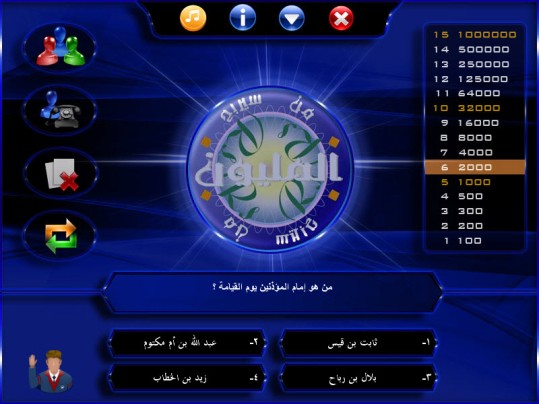 15 1000000
14 500000
13 250000
12 125000
11 64000
10 32000
9 16000
8 8000
7 4000
6 2000
5 1000
4 500
3 300
2 200
1 100
من سيربح
المليون
من هو إمام المؤذنين يوم القيامة ؟
١- ثابت بن قيس
٢- عبد الله بن أم مكتوم
٣- بلال بن رباح
٤- زيد بن الخطاب